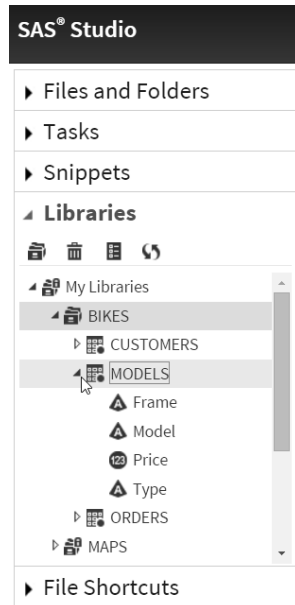 SAS® Studio
Files and Folders
Tasks
Snippets
Libraries
My Libraries
BIKES
CUSTOMERS
MODELS
A Frame
A Model
123 Price
A Type
ORDERS
MAPS
File Shortcuts